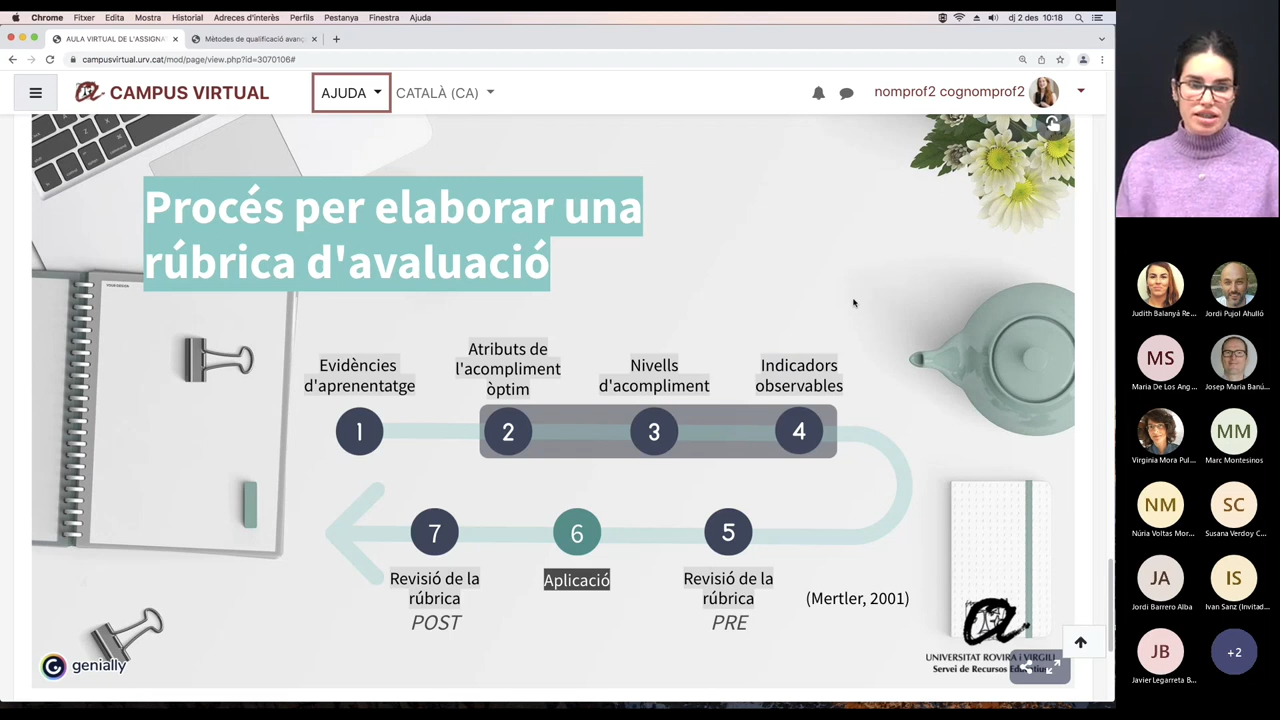 Chrome Fitxer Edita Mostra Historial Adreces d'interès Perfils Pestanya Finestra Ajuda dj 2 des 10:18
AULA VIRTUAL DE L'ASSIGNA Mètodes de qualificació avanç
campusvirtual.urv.cat/mod/page/view.php?id=3070106#
CAMPUS VIRTUAL AJUDA CATALÀ (CA) nomprof2 cognomprof2
Procés per elaborar una
rúbrica d'avaluació
Evidències
d'aprenentatge
Atributs de
l'acompliment
òptim
Nivells
d'acompliment
Indicadors
observables
1 2 3 4
7 6 5
Revisió de la
rúbrica
POST
Aplicació
Revisió de la
rúbrica
PRE
(Mertler, 2001)
UNIVERSITAT ROVIRA i VIRGILI
Servei de Recursos
genially
Judith Balanyà Re... Jordi Pujol Ahulló
MS
Maria De Los Ang... Josep Maria Banú...
MM
Virginia Mora Pul... Marc Montesinos
NM SC
Núria Voltas Mor... Susana Verdoy C...
JA IS
Jordi Barrero Alba Ivan Sanz (Invitad...
JB +2
Javier Legarreta B...